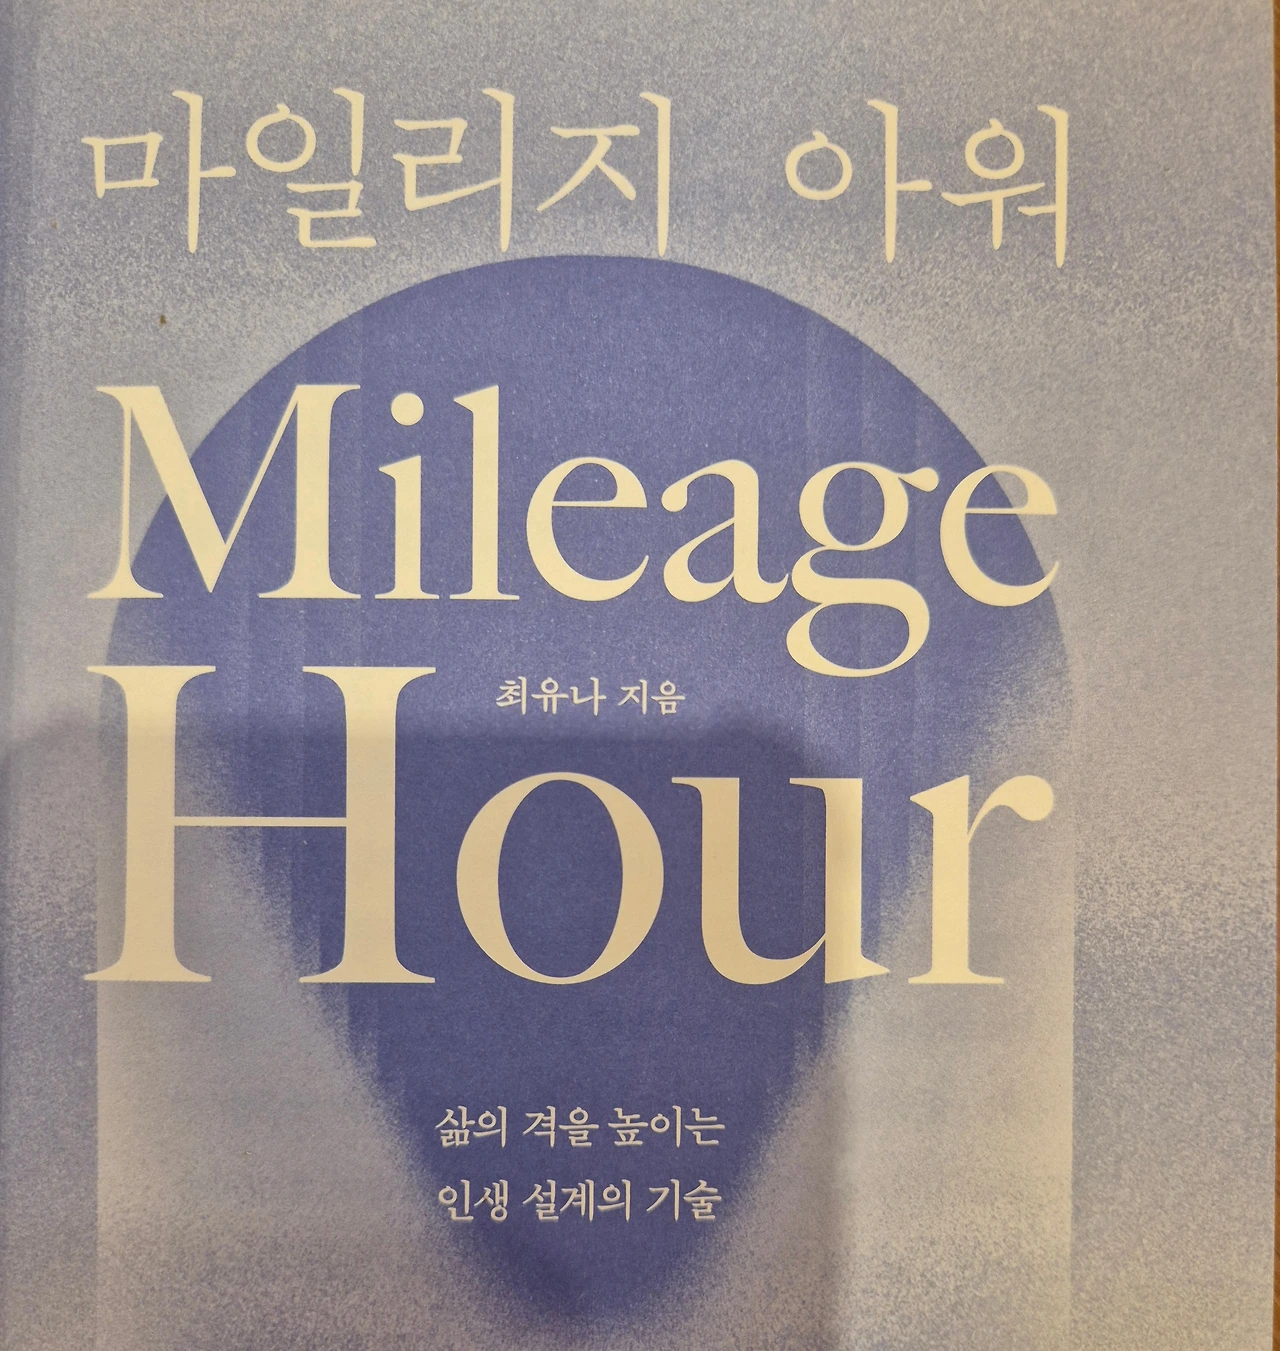 마일리지 아워
Mileage
최유나 지음
Hour
삶의 격을 높이는
인생 설계의 기술